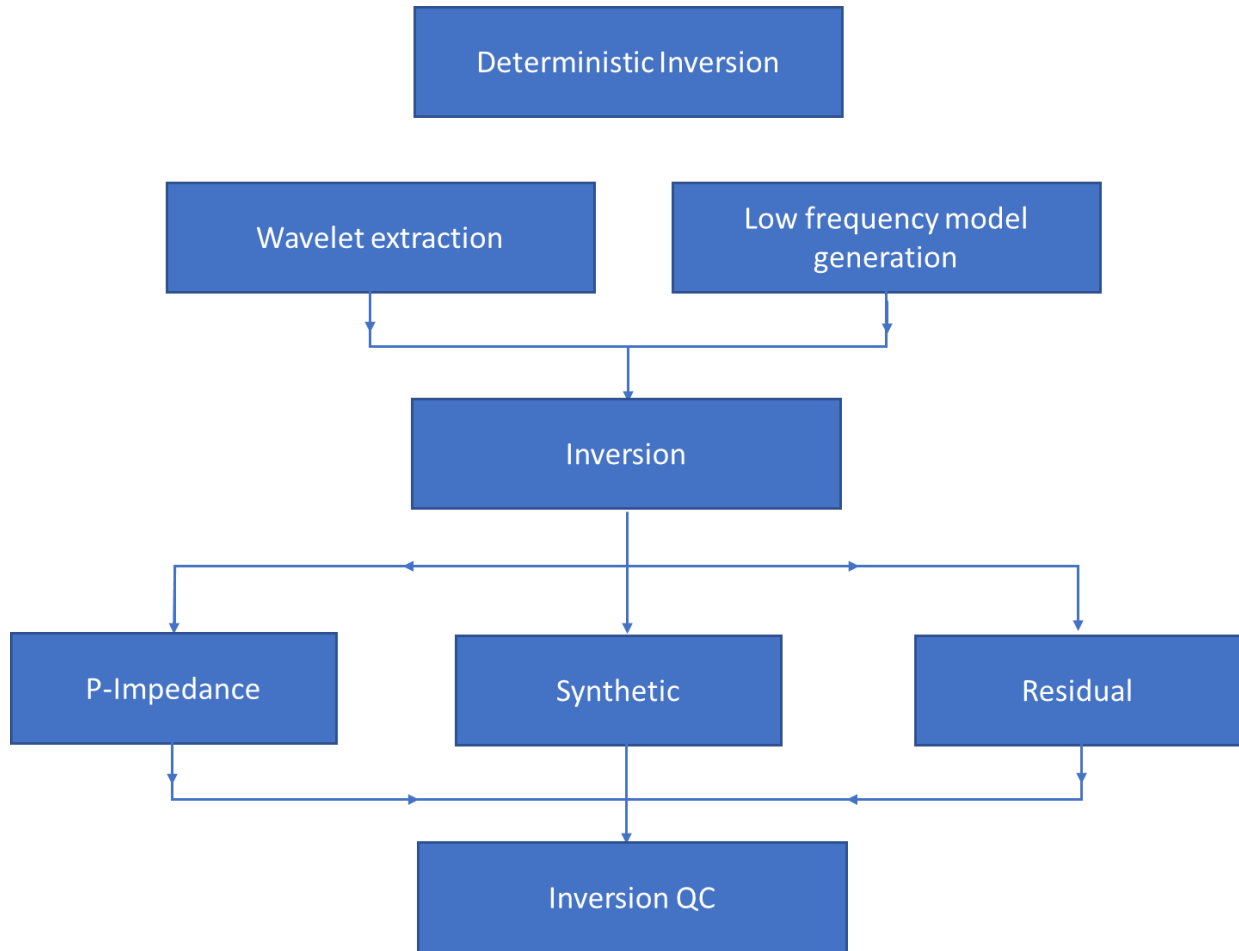 Deterministic Inversion
Wavelet extraction
Low frequency model
generation
Inversion
P-Impedance
Synthetic
Residual
Inversion QC